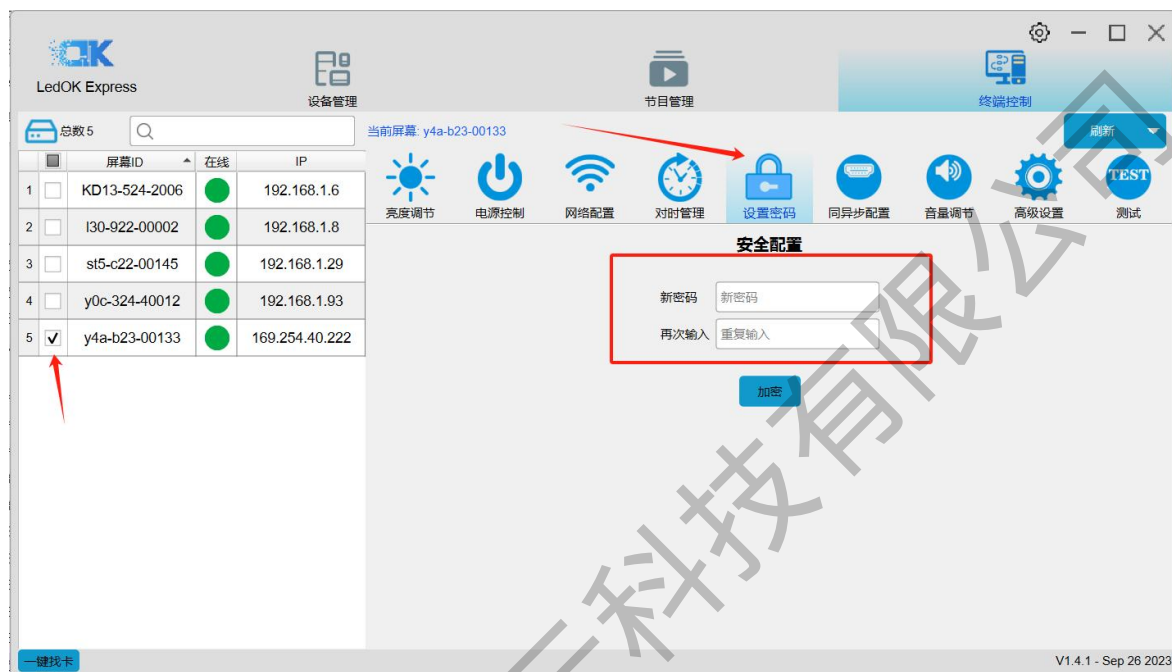 LedOK Express
设备管理
节目管理
终端控制
总数 5
当前屏幕: y4a-b23-00133
刷新
屏幕ID 在线 IP
1 KD13-524-2006 192.168.1.6
2 l30-922-00002 192.168.1.8
3 st5-c22-00145 192.168.1.29
4 y0c-324-40012 192.168.1.93
5 y4a-b23-00133 169.254.40.222
亮度调节 电源控制 网络配置 对时管理 设置密码 同异步配置 音量调节 高级设置 测试
TEST
安全配置
新密码 新密码
再次输入 重复输入
加密
一键找卡
V1.4.1 - Sep 26 2023
科技有限公司